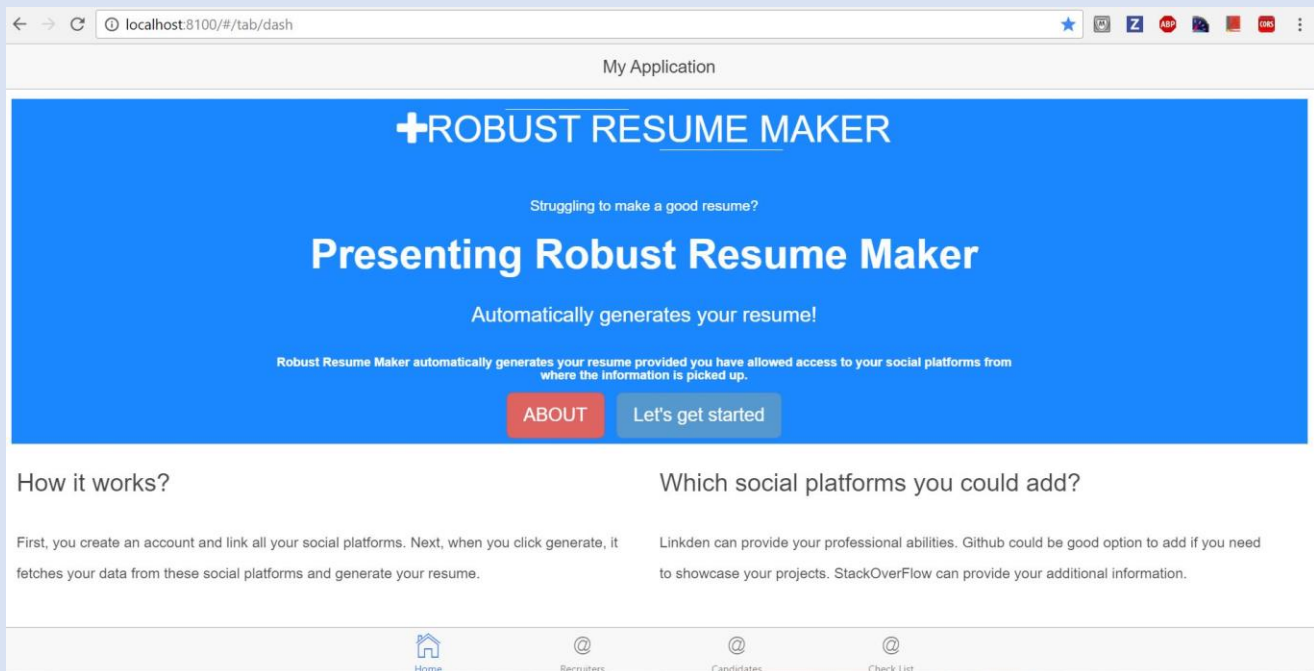 localhost:8100/#/tab/dash
Z ABP CORS
My Application
ROBUST RESUME MAKER
Struggling to make a good resume?
Presenting Robust Resume Maker
Automatically generates your resume!
Robust Resume Maker automatically generates your resume provided you have allowed access to your social platforms from
where the information is picked up.
ABOUT Let's get started
How it works?
First, you create an account and link all your social platforms. Next, when you click generate, it
fetches your data from these social platforms and generate your resume.
Which social platforms you could add?
Linkden can provide your professional abilities. Github could be good option to add if you need
to showcase your projects. StackOverFlow can provide your additional information.
@ @ @
Home Recruiters Candidates Check List